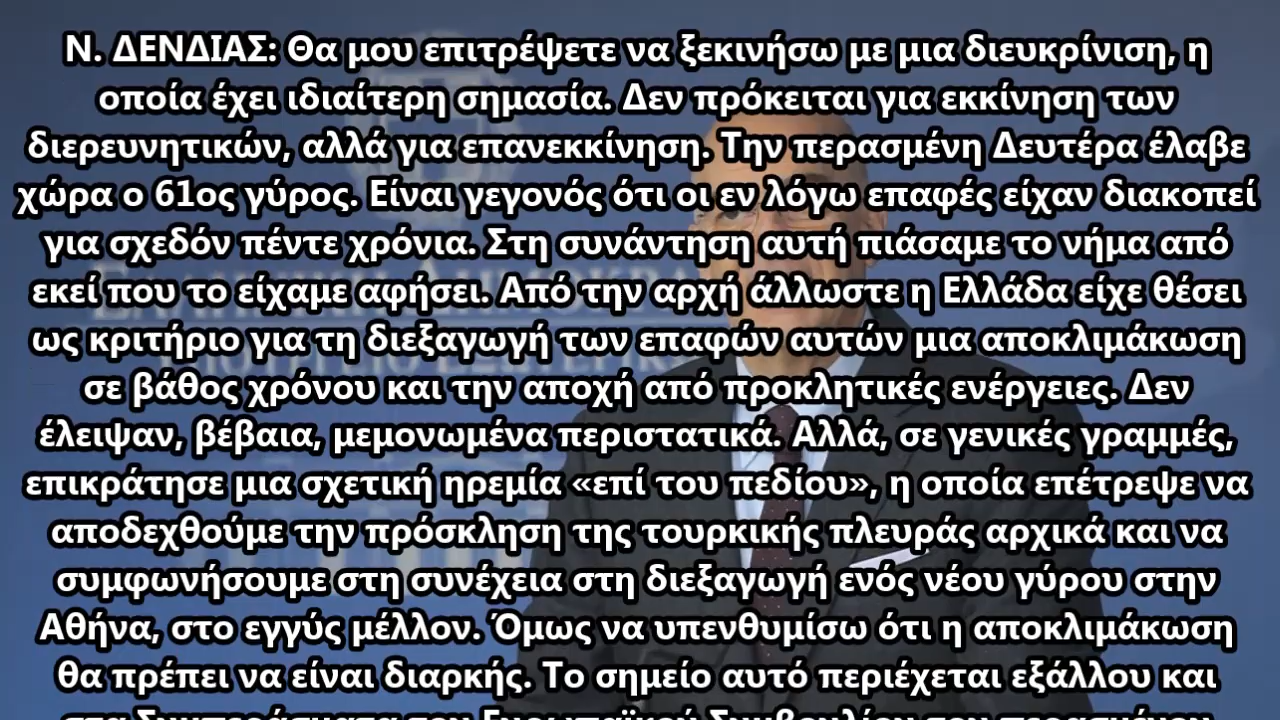 Ν. ΔΕΝΔΙΑΣ: Θα μου επιτρέψετε να ξεκινήσω με μια διευκρίνιση, η
οποία έχει ιδιαίτερη σημασία. Δεν πρόκειται για εκκίνηση των
διερευνητικών, αλλά για επανεκκίνηση. Την περασμένη Δευτέρα έλαβε
χώρα ο 61ος γύρος. Είναι γεγονός ότι οι εν λόγω επαφές είχαν διακοπεί
για σχεδόν πέντε χρόνια. Στη συνάντηση αυτή πιάσαμε το νήμα από
εκεί που το είχαμε αφήσει. Από την αρχή άλλωστε η Ελλάδα είχε θέσει
ως κριτήριο για τη διεξαγωγή των επαφών αυτών μια αποκλιμάκωση
σε βάθος χρόνου και την αποχή από προκλητικές ενέργειες. Δεν
έλειψαν, βέβαια, μεμονωμένα περιστατικά. Αλλά, σε γενικές γραμμές,
επικράτησε μια σχετική ηρεμία «επί του πεδίου», η οποία επέτρεψε να
αποδεχθούμε την πρόσκληση της τουρκικής πλευράς αρχικά και να
συμφωνήσουμε στη συνέχεια στη διεξαγωγή ενός νέου γύρου στην
Αθήνα, στο εγγύς μέλλον. Όμως να υπενθυμίσω ότι η αποκλιμάκωση
θα πρέπει να είναι διαρκής. Το σημείο αυτό περιέχεται εξάλλου και
στα Συμπεράσματα του Ευρωπαϊκού Συμβουλίου του περασμένου